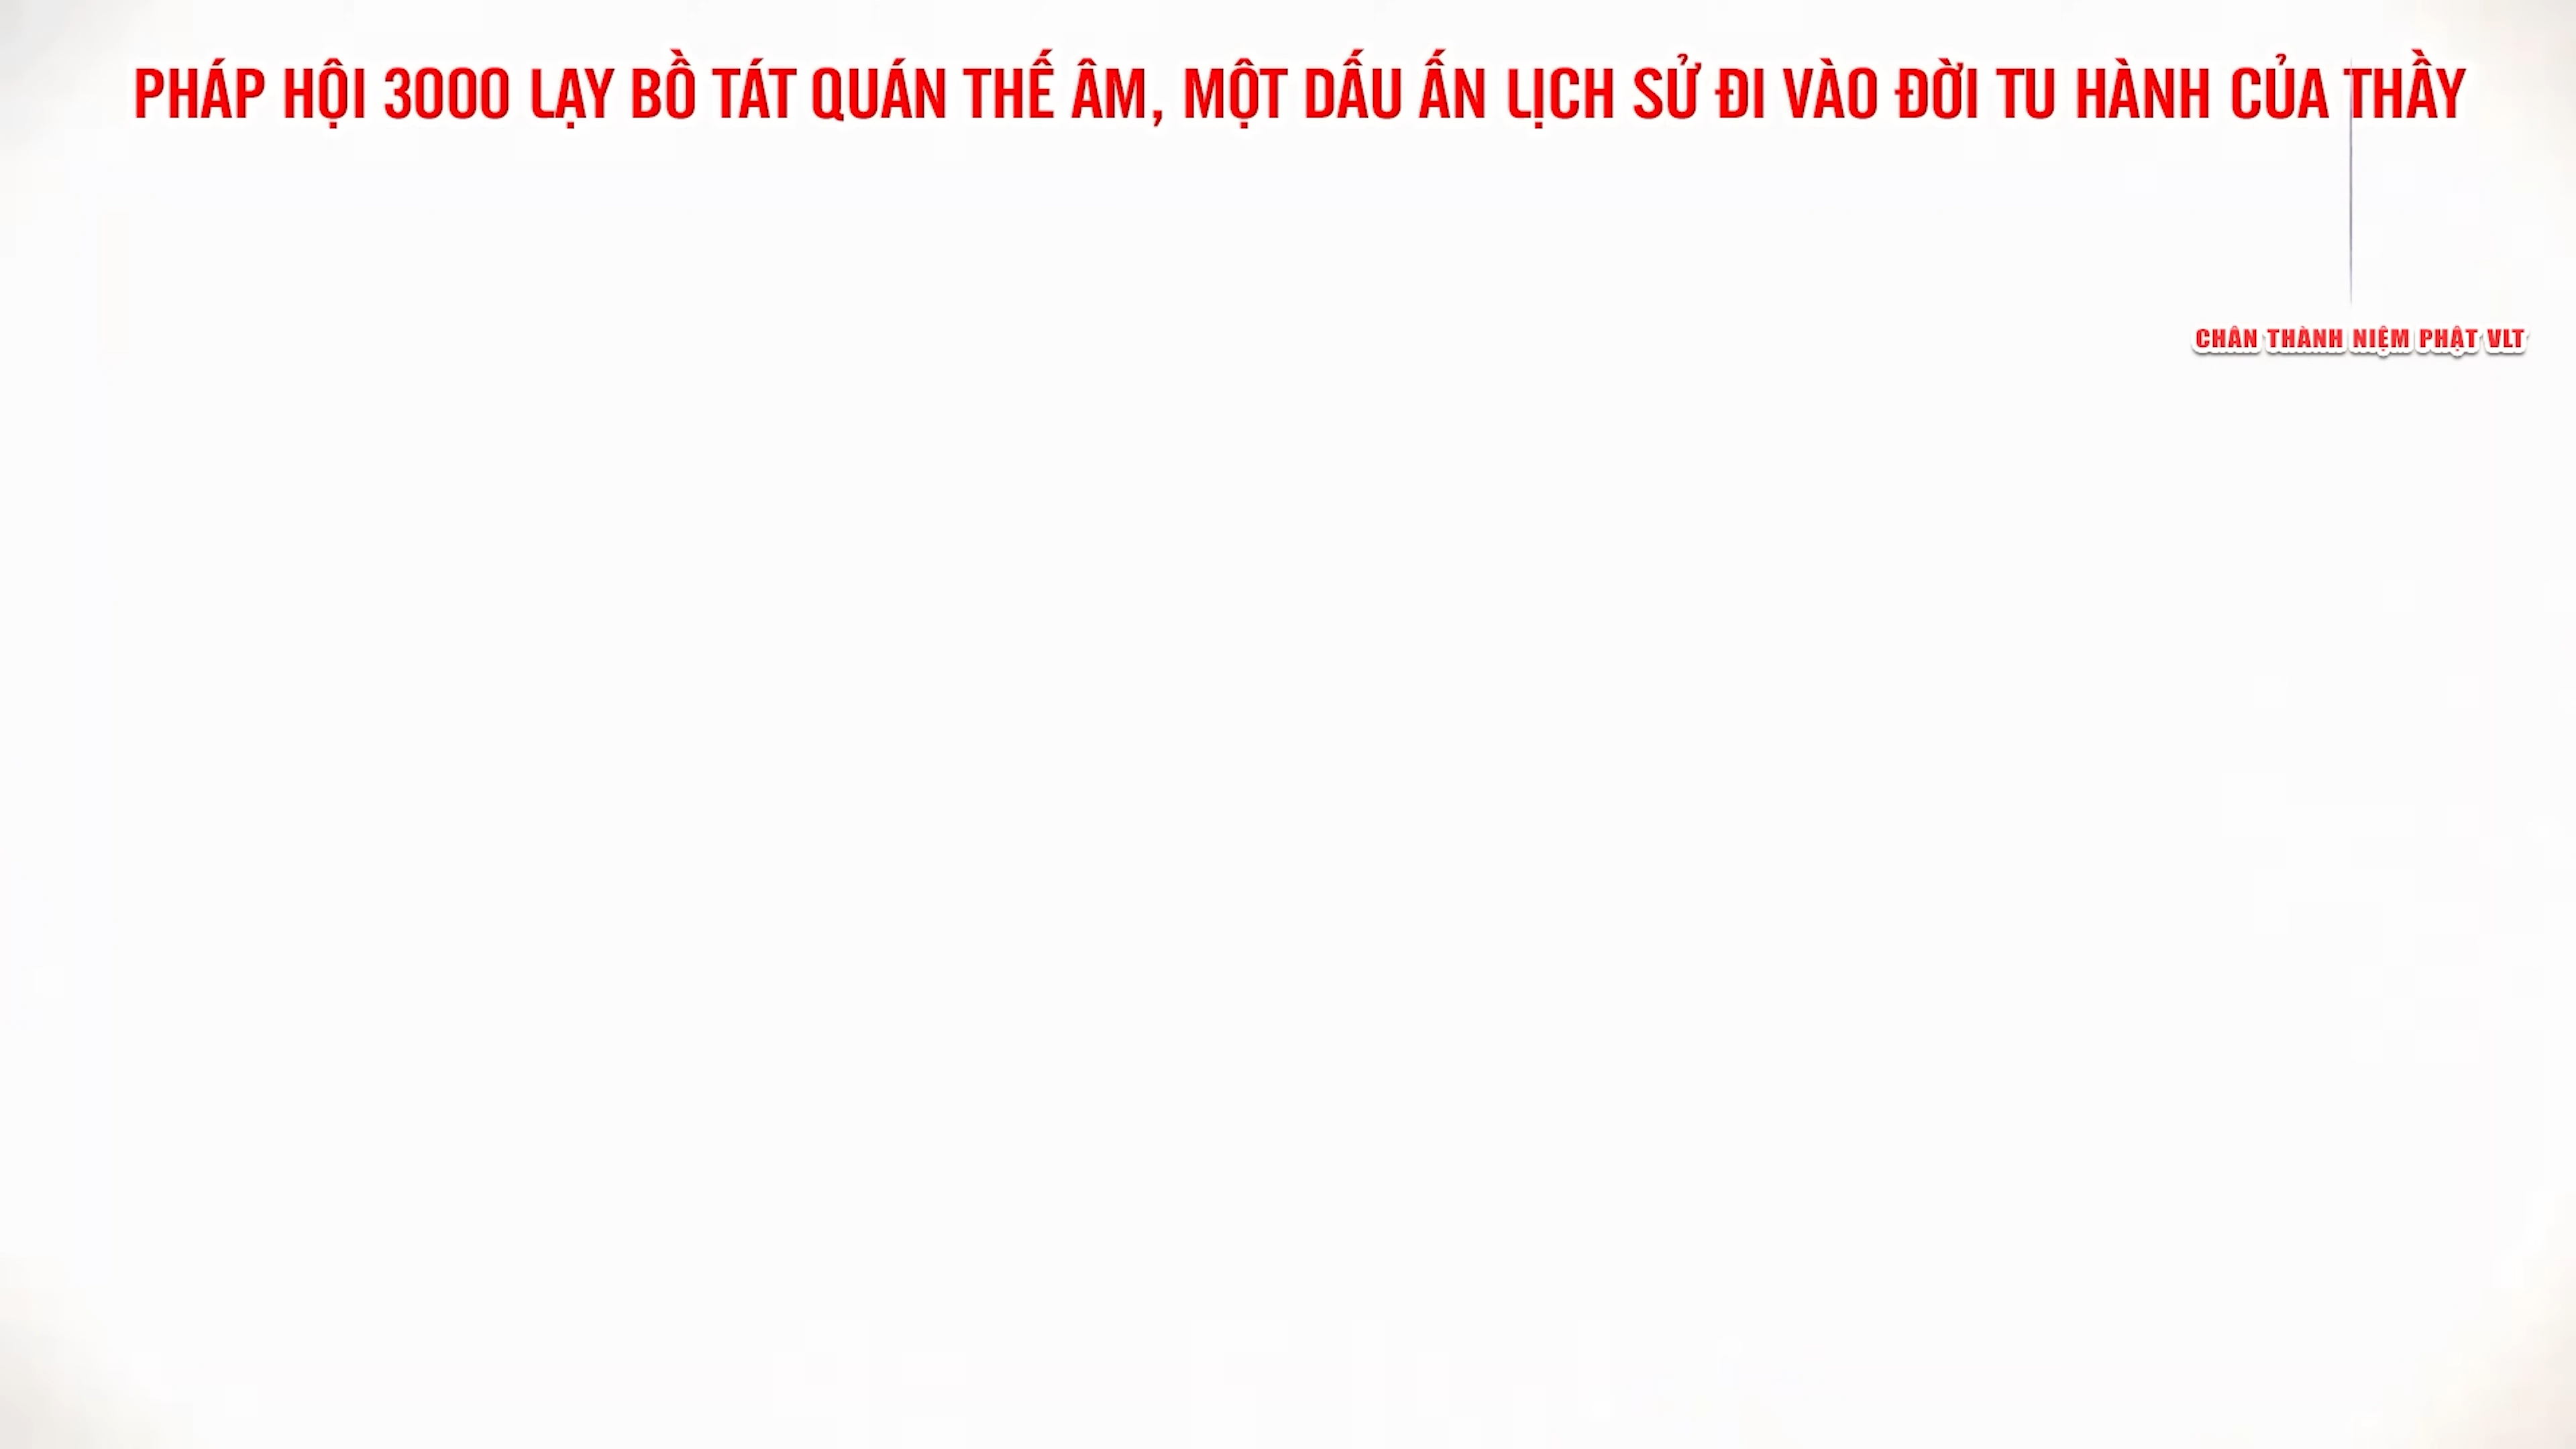 PHÁP HỘI 3000 LẠY BỒ TÁT QUÁN THẾ ÂM, MỘT DẤU ẤN LỊCH SỬ ĐI VÀO ĐỜI TU HÀNH CỦA THẦY
CHÂN THÀNH NIỆM PHẬT VLT